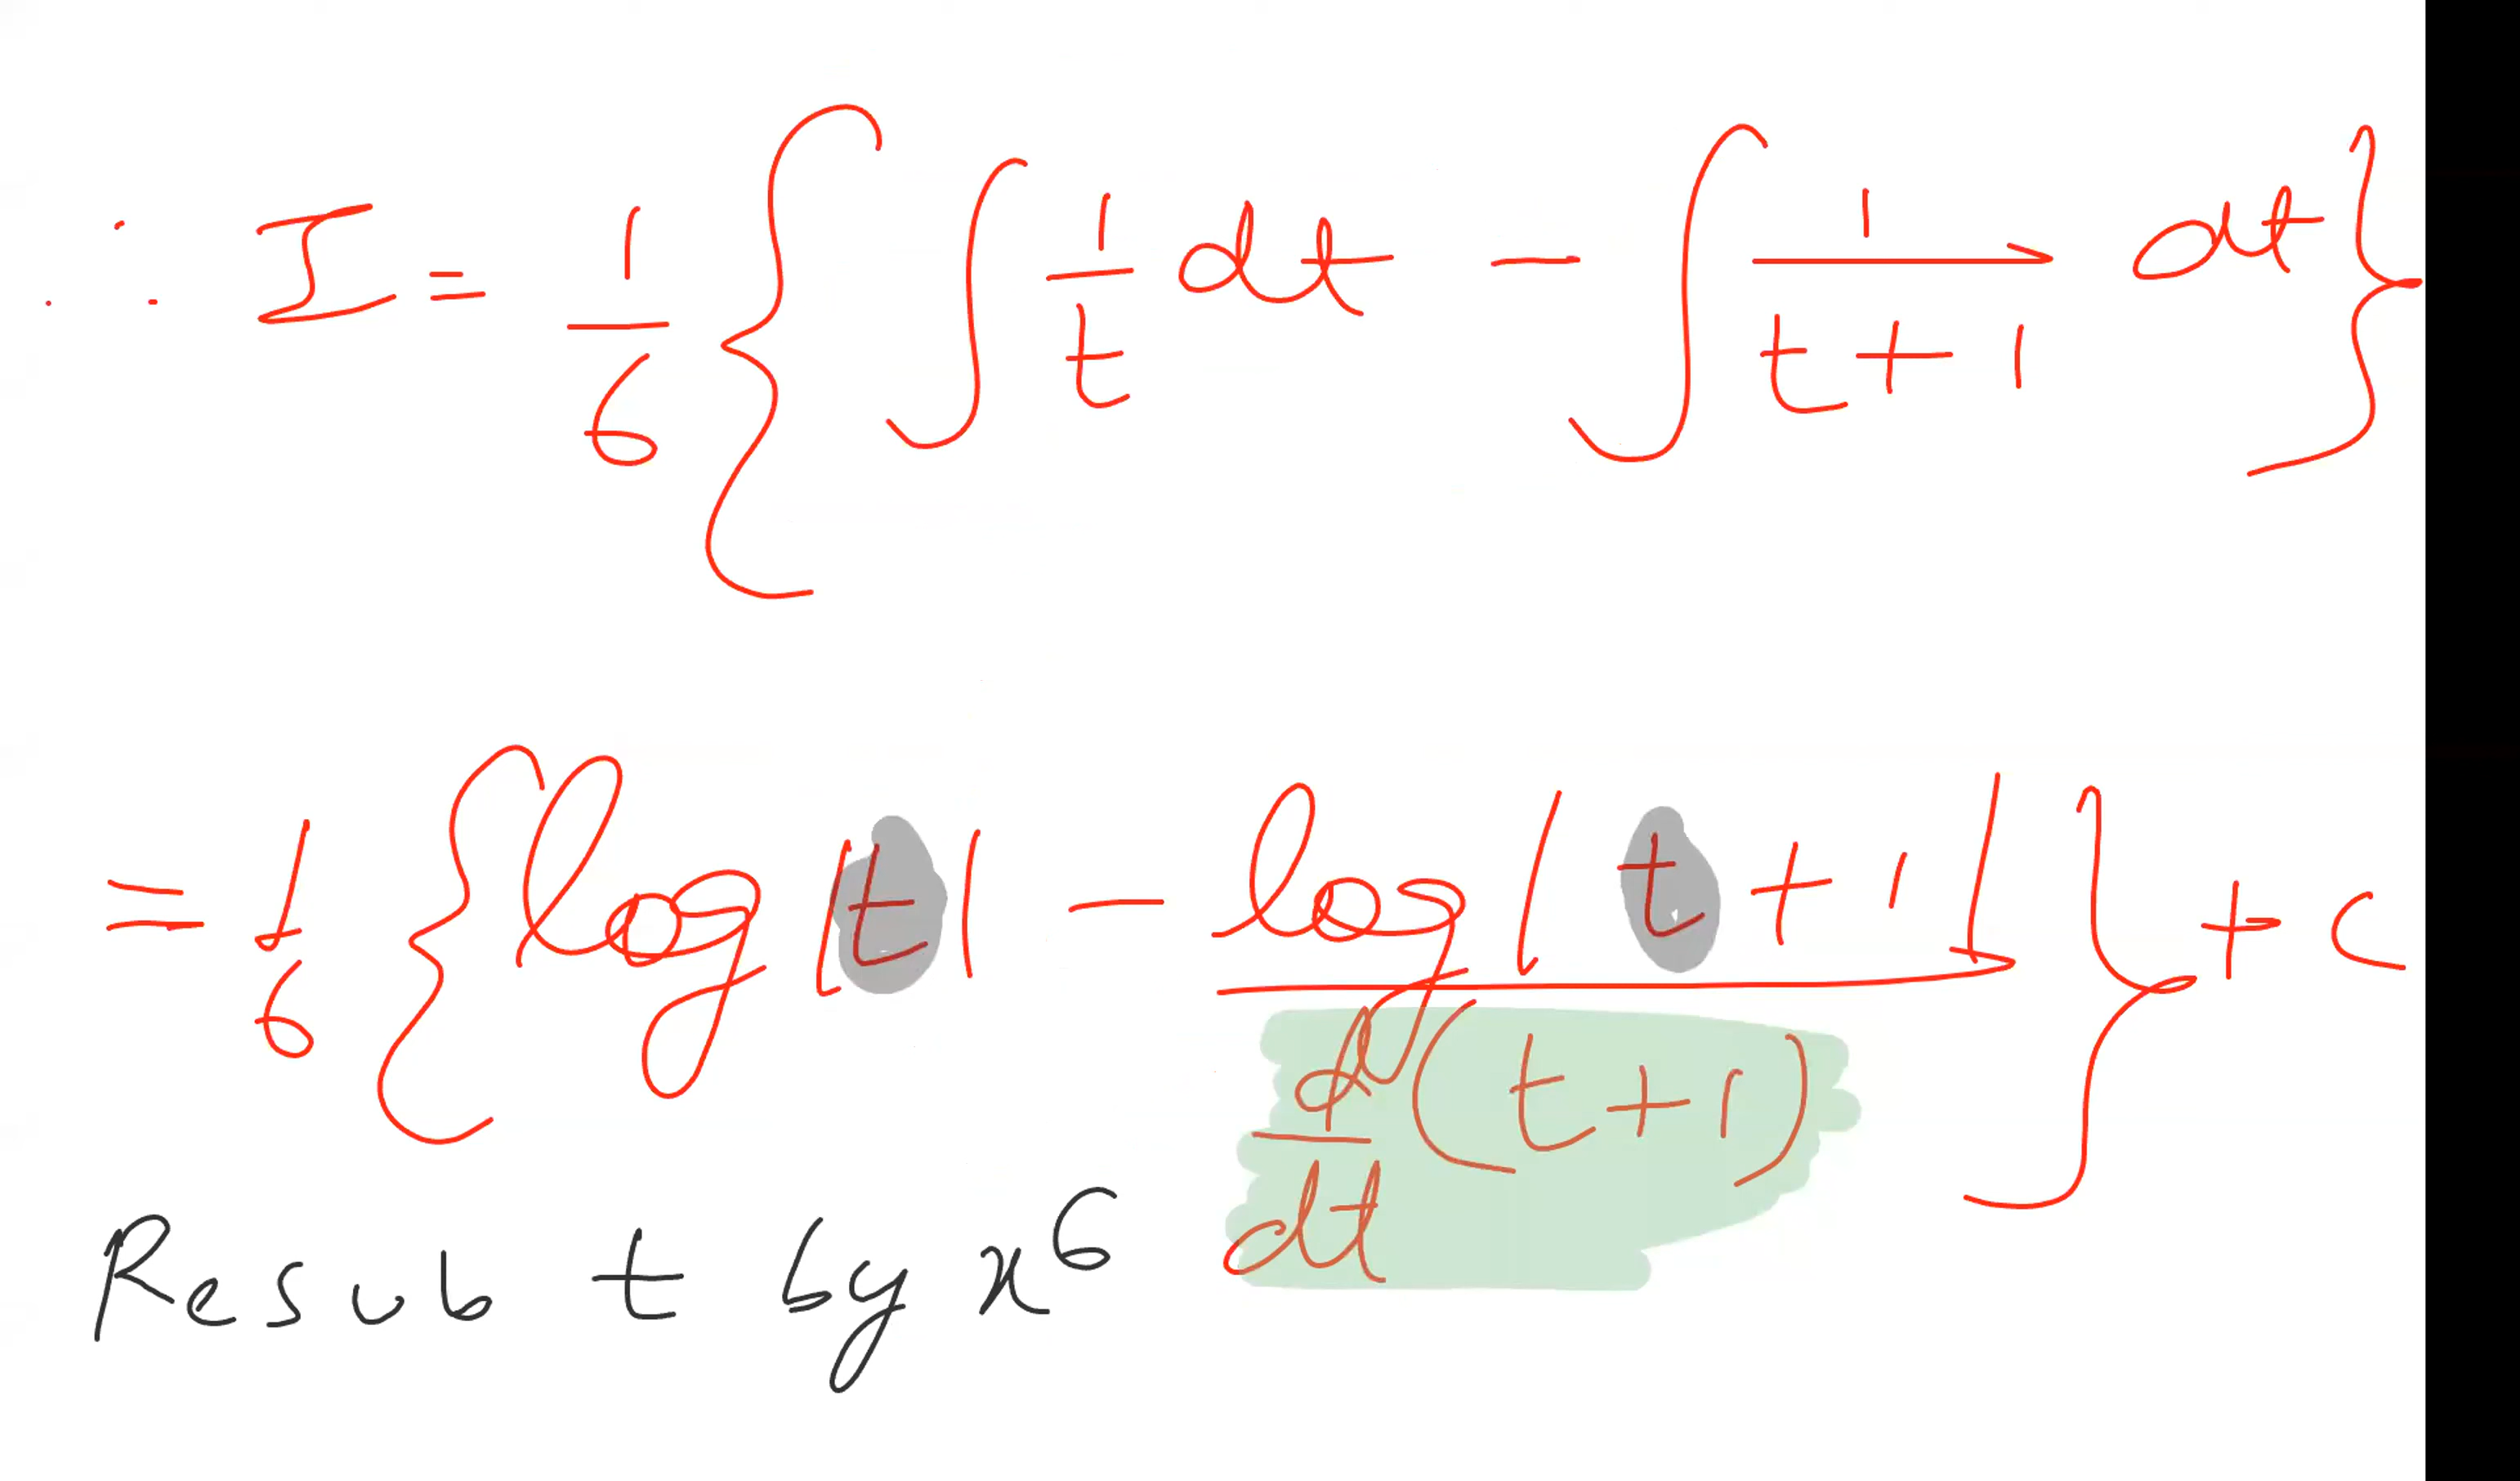 ∴ I = 1/6 { ∫ 1/t dt − ∫ 1/(t+1) dt }
= 1/6 { log|t| − log|t+1| / (d/dt (t+1)) } + c
Resub t by x^6